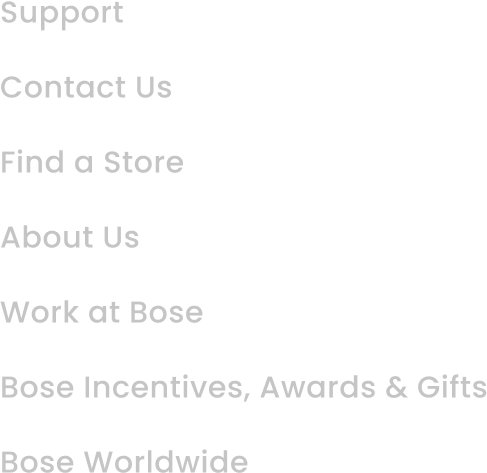 Support
Contact Us
Find a Store
About Us
Work at Bose
Bose Incentives, Awards & Gifts
Bose Worldwide